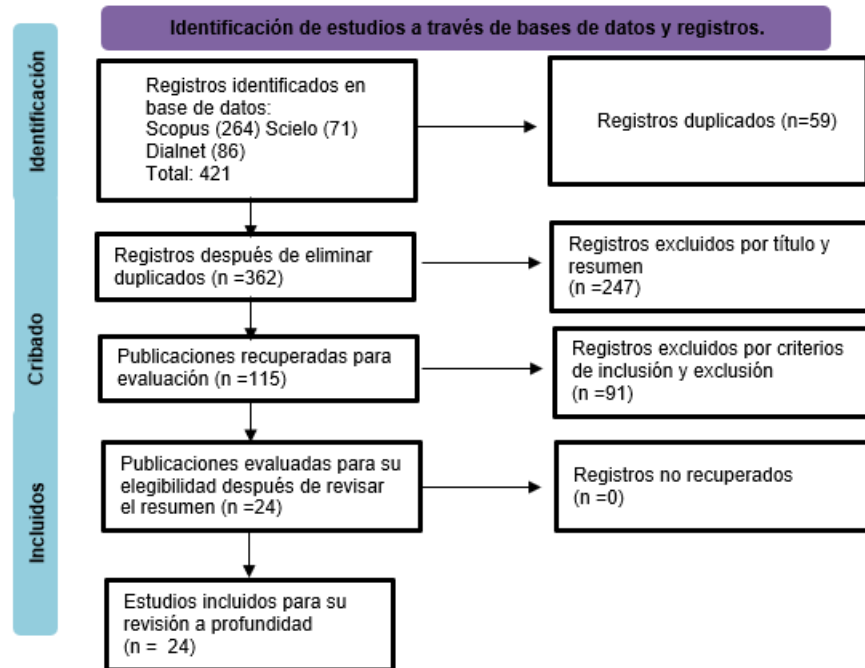 Identificación de estudios a través de bases de datos y registros.
Identificación
Registros identificados en
base de datos:
Scopus (264) Scielo (71)
Dialnet (86)
Total: 421
Registros duplicados (n=59)
Cribado
Registros después de eliminar
duplicados (n =362)
Registros excluidos por título y
resumen
(n =247)
Publicaciones recuperadas para
evaluación (n =115)
Registros excluidos por criterios
de inclusión y exclusión
(n =91)
Incluidos
Publicaciones evaluadas para su
elegibilidad después de revisar
el resumen (n =24)
Registros no recuperados
(n =0)
Estudios incluidos para su
revisión a profundidad
(n = 24)